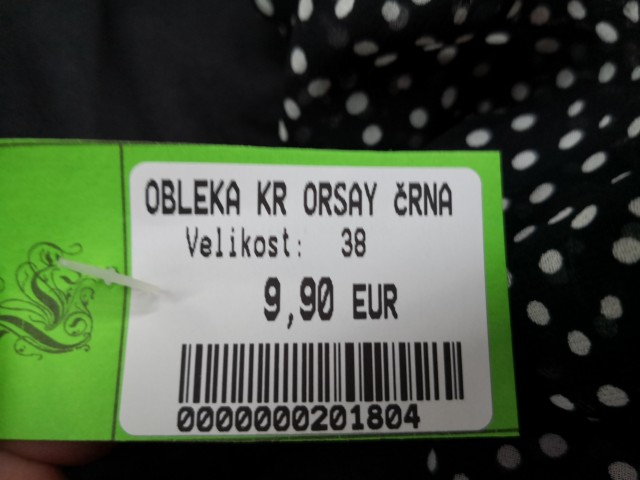 OBLEKA KR ORSAY ČRNA
Velikost: 38
9,90 EUR
0000000201804